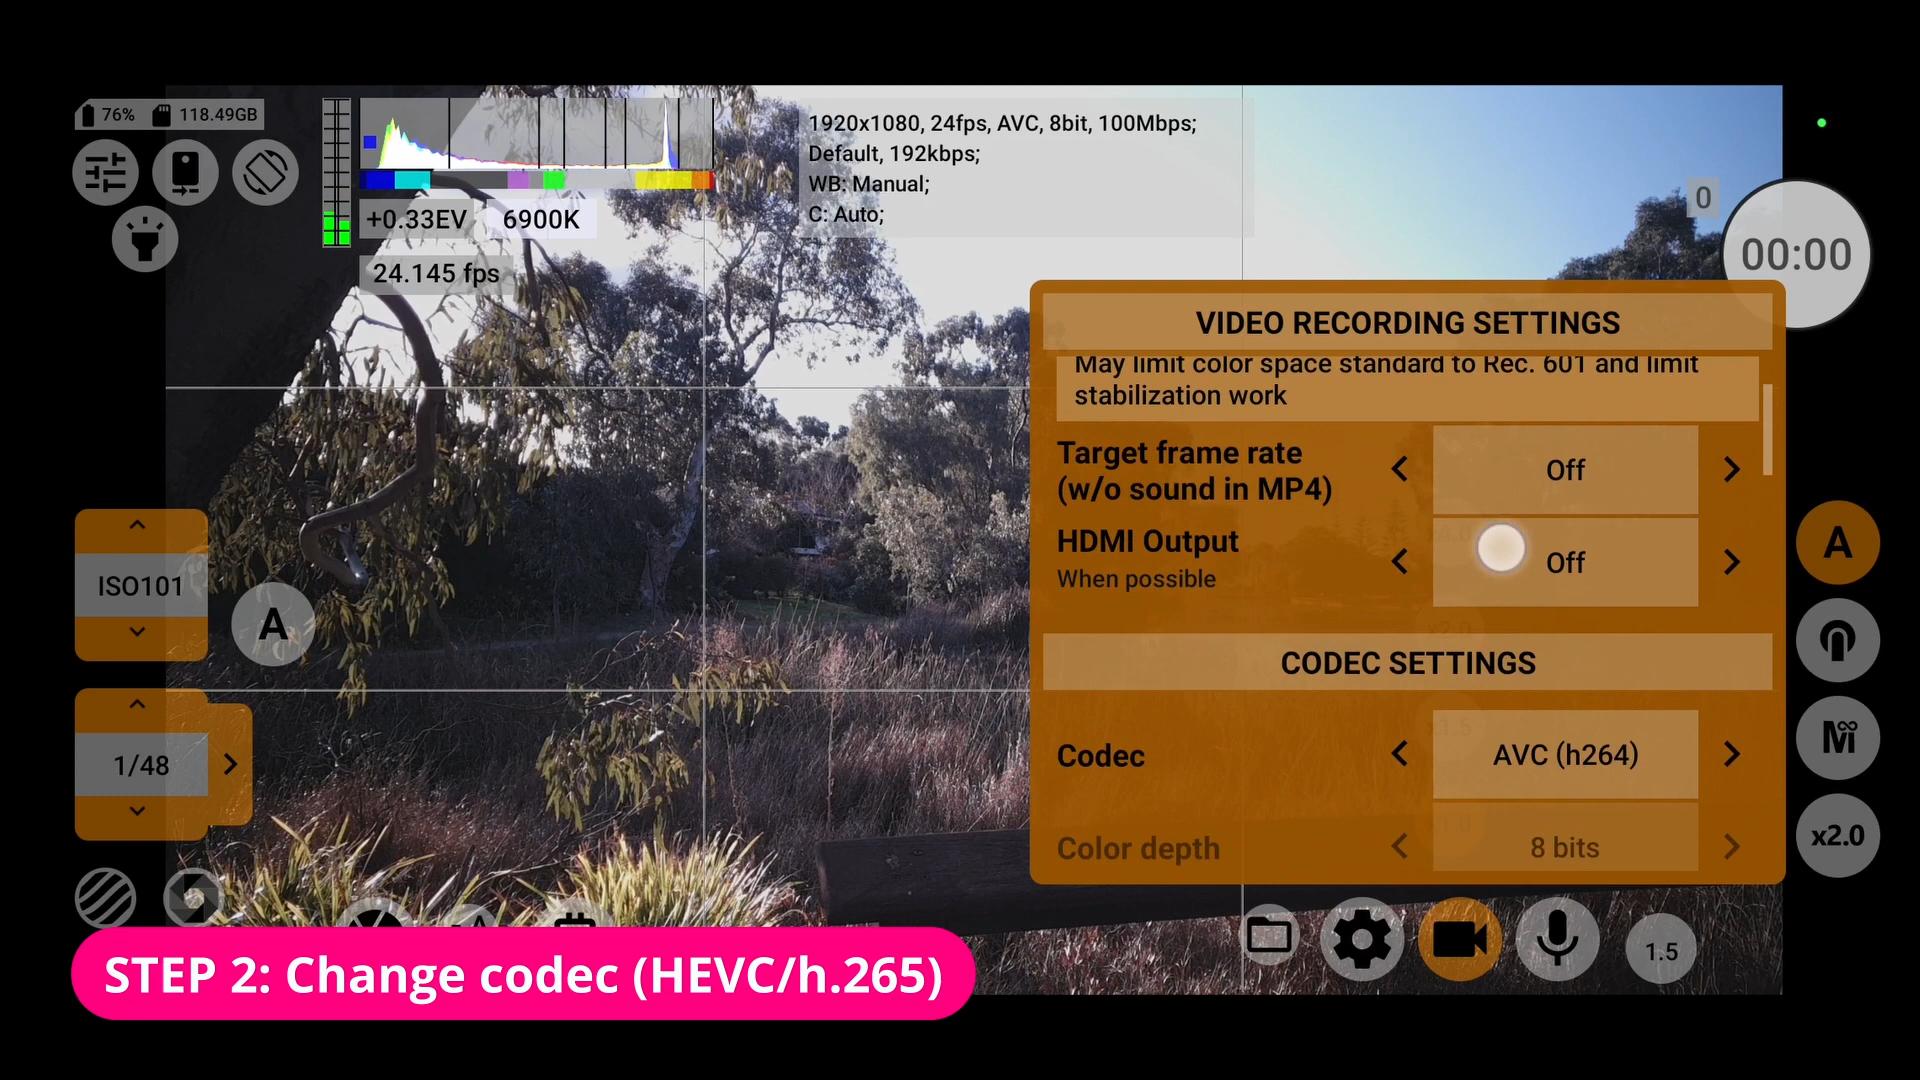 76% 118.49GB
1920x1080, 24fps, AVC, 8bit, 100Mbps;
Default, 192kbps;
WB: Manual;
C: Auto;
+0.33EV 6900K
24.145 fps
0
00:00
VIDEO RECORDING SETTINGS
May limit color space standard to Rec. 601 and limit
stabilization work
Target frame rate
(w/o sound in MP4)
Off
HDMI Output
When possible
Off
CODEC SETTINGS
Codec
AVC (h264)
Color depth
8 bits
ISO101
A
1/48
A
M∞
x2.0
1.5
STEP 2: Change codec (HEVC/h.265)